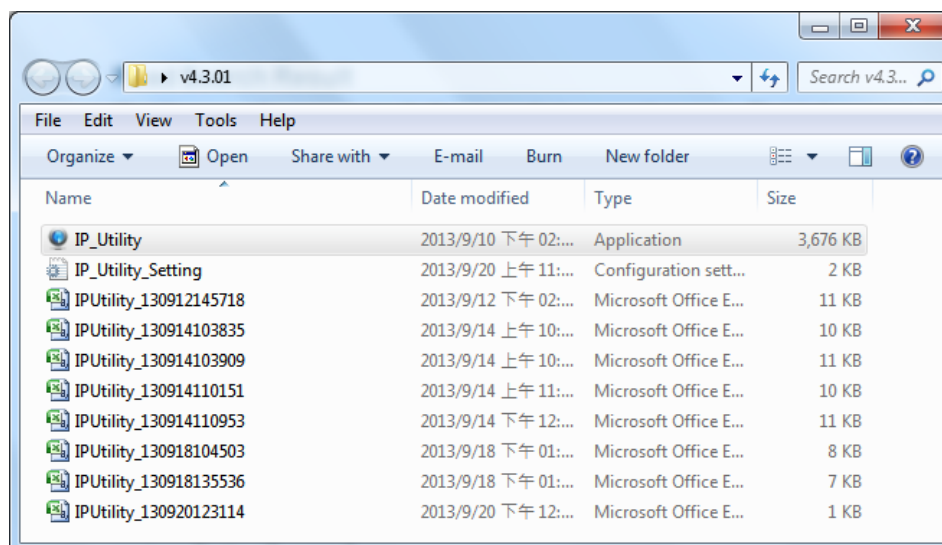 v4.3.01 Search v4.3...
File Edit View Tools Help
Organize Open Share with E-mail Burn New folder
Name Date modified Type Size
IP_Utility 2013/9/10 下午 02:... Application 3,676 KB
IP_Utility_Setting 2013/9/20 上午 11:... Configuration sett... 2 KB
IPUtility_130912145718 2013/9/12 下午 02:... Microsoft Office E... 11 KB
IPUtility_130914103835 2013/9/14 上午 10:... Microsoft Office E... 10 KB
IPUtility_130914103909 2013/9/14 上午 10:... Microsoft Office E... 11 KB
IPUtility_130914110151 2013/9/14 上午 11:... Microsoft Office E... 10 KB
IPUtility_130914110953 2013/9/14 下午 12:... Microsoft Office E... 11 KB
IPUtility_130918104503 2013/9/18 下午 01:... Microsoft Office E... 8 KB
IPUtility_130918135536 2013/9/18 下午 01:... Microsoft Office E... 7 KB
IPUtility_130920123114 2013/9/20 下午 12:... Microsoft Office E... 1 KB